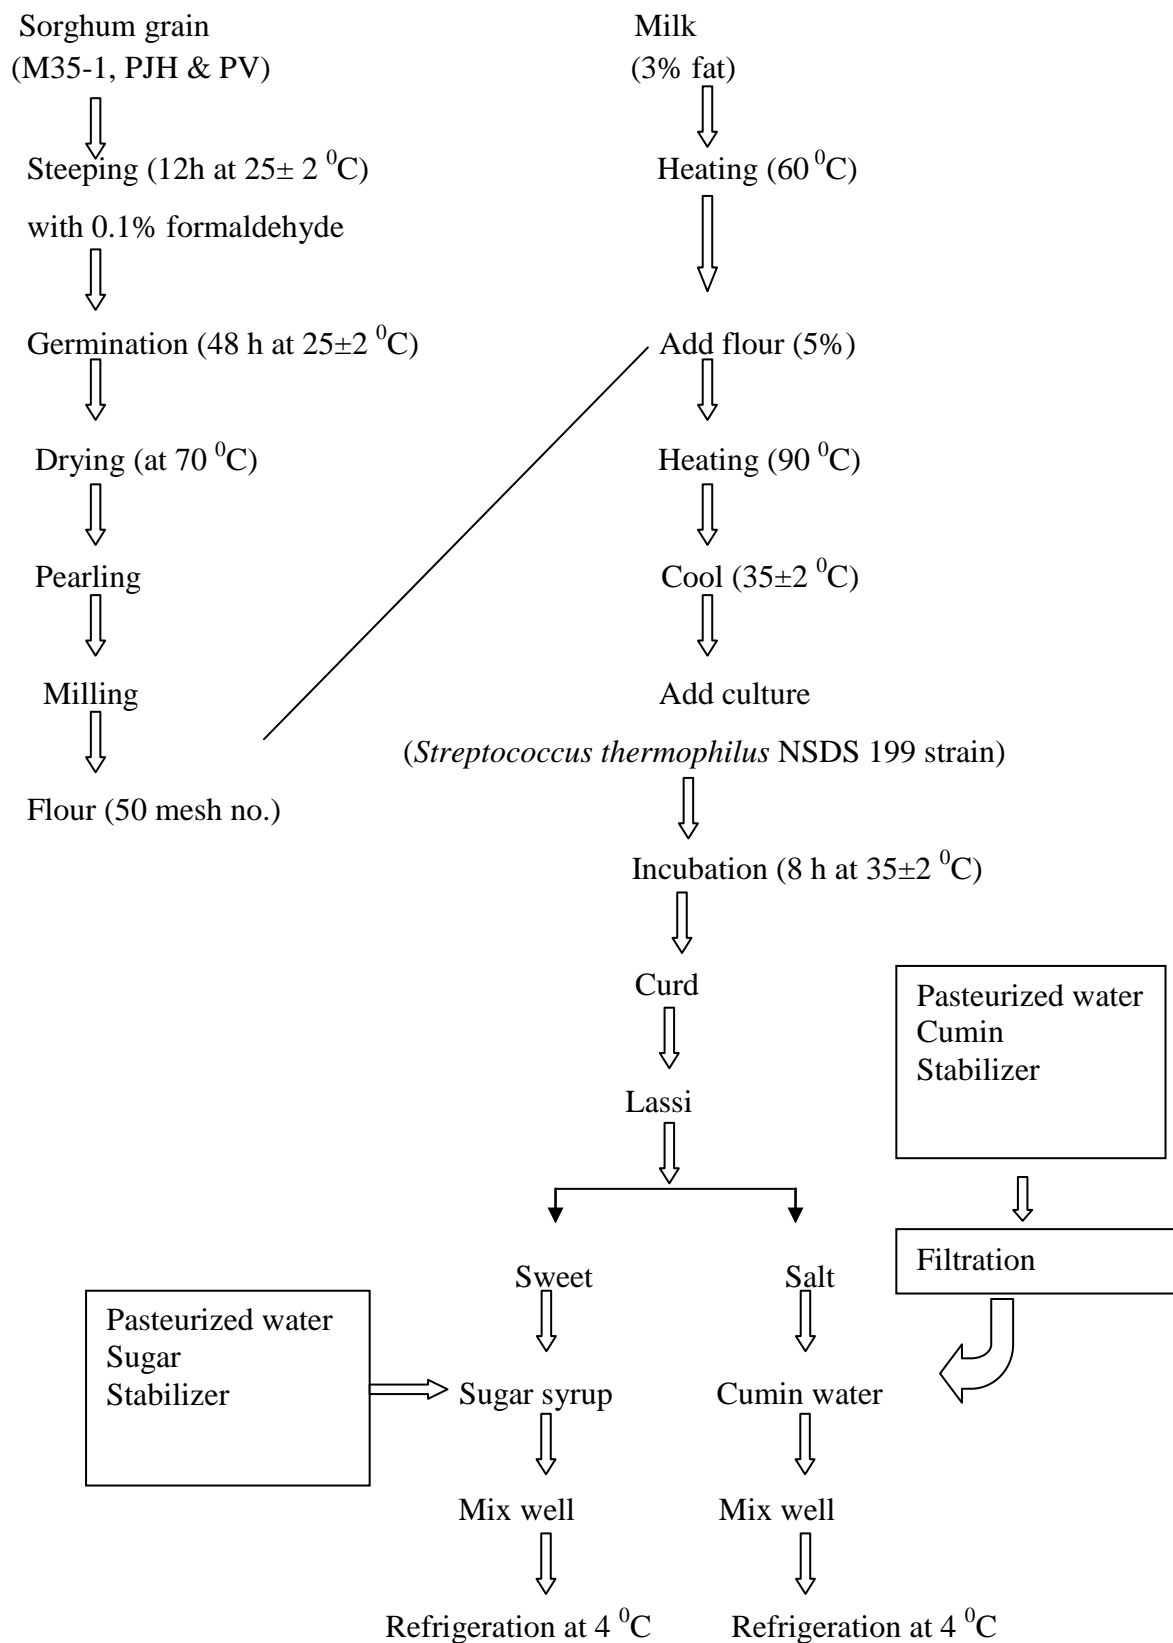 Sorghum grain
(M35-1, PJH & PV)
Steeping (12h at 25± 2 ⁰C)
with 0.1% formaldehyde
Germination (48 h at 25±2 ⁰C)
Drying (at 70 ⁰C)
Pearling
Milling
Flour (50 mesh no.)
Milk
(3% fat)
Heating (60 ⁰C)
Add flour (5%)
Heating (90 ⁰C)
Cool (35±2 ⁰C)
Add culture
(Streptococcus thermophilus NSDS 199 strain)
Incubation (8 h at 35±2 ⁰C)
Curd
Lassi
Sweet
Pasteurized water
Sugar
Stabilizer
Sugar syrup
Mix well
Refrigeration at 4 ⁰C
Salt
Pasteurized water
Cumin
Stabilizer
Filtration
Cumin water
Mix well
Refrigeration at 4 ⁰C